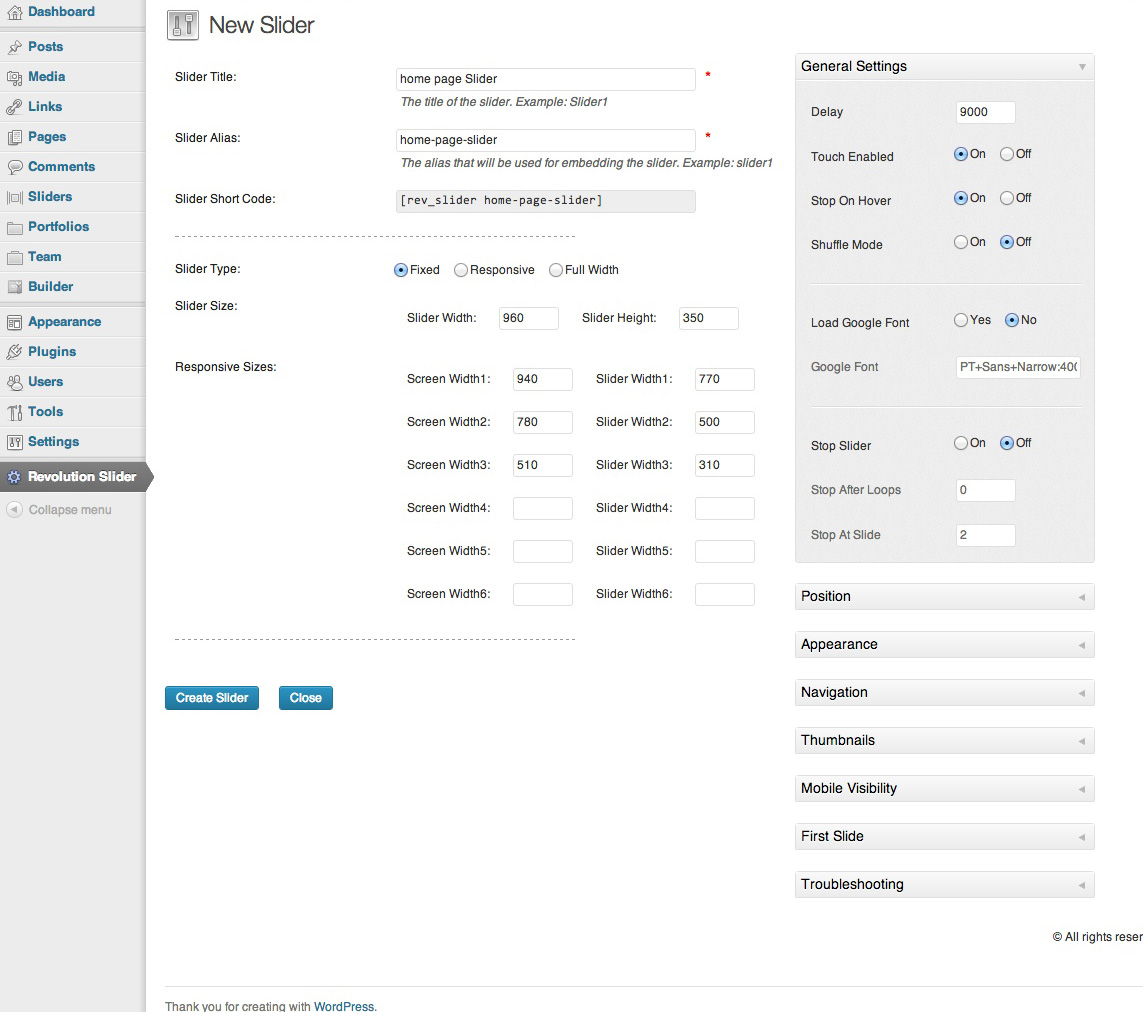 Dashboard
Posts
Media
Links
Pages
Comments
Sliders
Portfolios
Team
Builder
Appearance
Plugins
Users
Tools
Settings
Revolution Slider
Collapse menu
New Slider
Slider Title: home page Slider *
The title of the slider. Example: Slider1
Slider Alias: home-page-slider *
The alias that will be used for embedding the slider. Example: slider1
Slider Short Code: [rev_slider home-page-slider]
Slider Type: Fixed Responsive Full Width
Slider Size:
Slider Width: 960 Slider Height: 350
Responsive Sizes:
Screen Width1: 940 Slider Width1: 770
Screen Width2: 780 Slider Width2: 500
Screen Width3: 510 Slider Width3: 310
Screen Width4: Slider Width4:
Screen Width5: Slider Width5:
Screen Width6: Slider Width6:
Create Slider Close
General Settings
Delay 9000
Touch Enabled On Off
Stop On Hover On Off
Shuffle Mode On Off
Load Google Font Yes No
Google Font PT+Sans+Narrow:40
Stop Slider On Off
Stop After Loops 0
Stop At Slide 2
Position
Appearance
Navigation
Thumbnails
Mobile Visibility
First Slide
Troubleshooting
© All rights reser
Thank you for creating with WordPress.